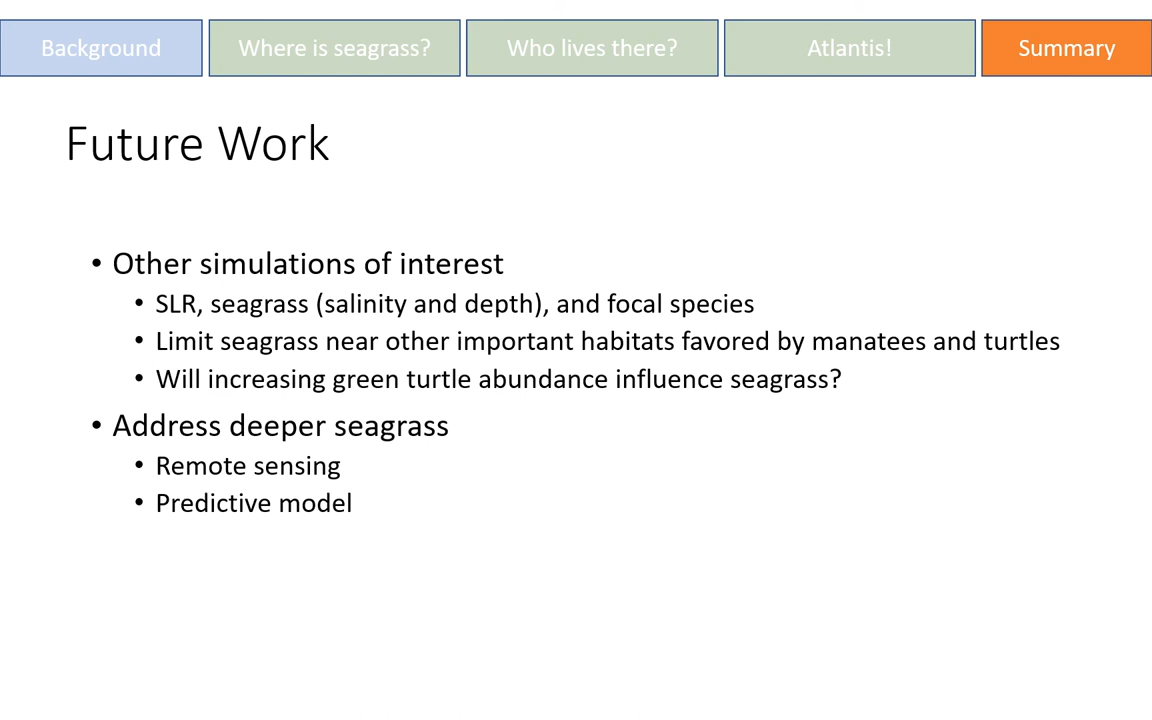 Background
Where is seagrass?
Who lives there?
Atlantis!
Summary
Future Work
• Other simulations of interest
• SLR, seagrass (salinity and depth), and focal species
• Limit seagrass near other important habitats favored by manatees and turtles
• Will increasing green turtle abundance influence seagrass?
• Address deeper seagrass
• Remote sensing
• Predictive model